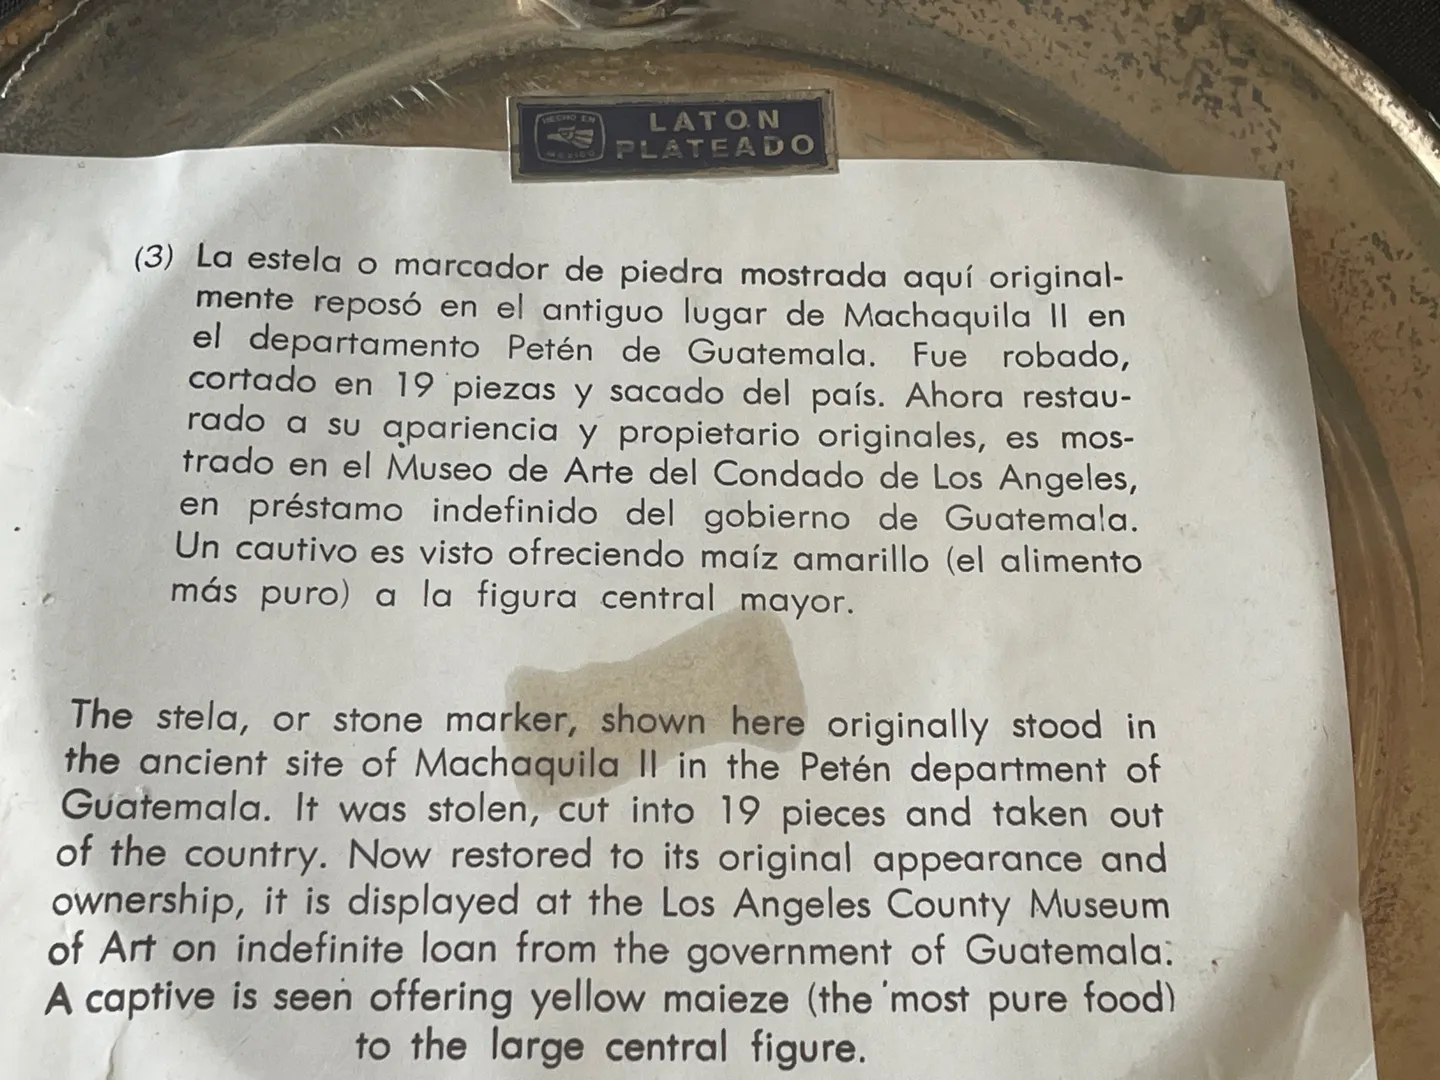 HECHO EN
MEXICO
LATON
PLATEADO
(3) La estela o marcador de piedra mostrada aquí original-
mente reposó en el antiguo lugar de Machaquila II en
el departamento Petén de Guatemala. Fue robado,
cortado en 19 piezas y sacado del país. Ahora restau-
rado a su apariencia y propietario originales, es mos-
trado en el Museo de Arte del Condado de Los Angeles,
en préstamo indefinido del gobierno de Guatemala.
Un cautivo es visto ofreciendo maíz amarillo (el alimento
más puro) a la figura central mayor.
The stela, or stone marker, shown here originally stood in
the ancient site of Machaquila II in the Petén department of
Guatemala. It was stolen, cut into 19 pieces and taken out
of the country. Now restored to its original appearance and
ownership, it is displayed at the Los Angeles County Museum
of Art on indefinite loan from the government of Guatemala.
A captive is seen offering yellow maieze (the most pure food)
to the large central figure.